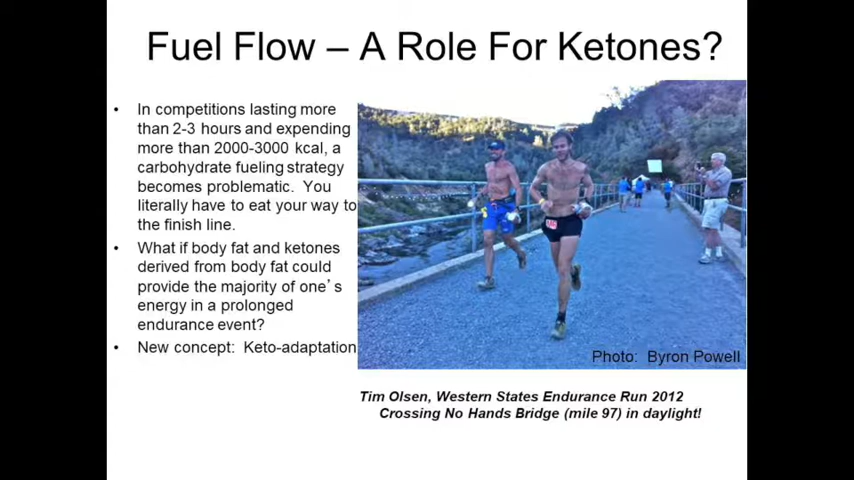 Fuel Flow – A Role For Ketones?
• In competitions lasting more
than 2-3 hours and expending
more than 2000-3000 kcal, a
carbohydrate fueling strategy
becomes problematic. You
literally have to eat your way to
the finish line.
• What if body fat and ketones
derived from body fat could
provide the majority of one's
energy in a prolonged
endurance event?
• New concept: Keto-adaptation
Photo: Byron Powell
Tim Olsen, Western States Endurance Run 2012
Crossing No Hands Bridge (mile 97) in daylight!